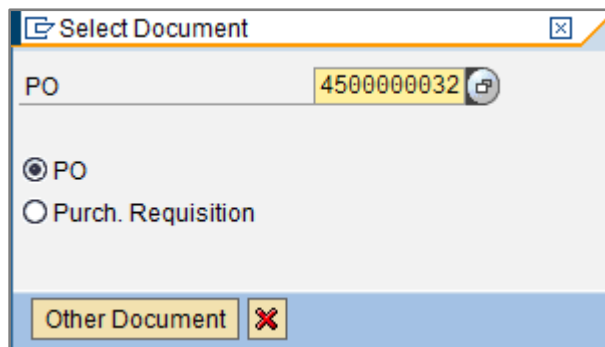 Select Document
PO 4500000032
PO
Purch. Requisition
Other Document